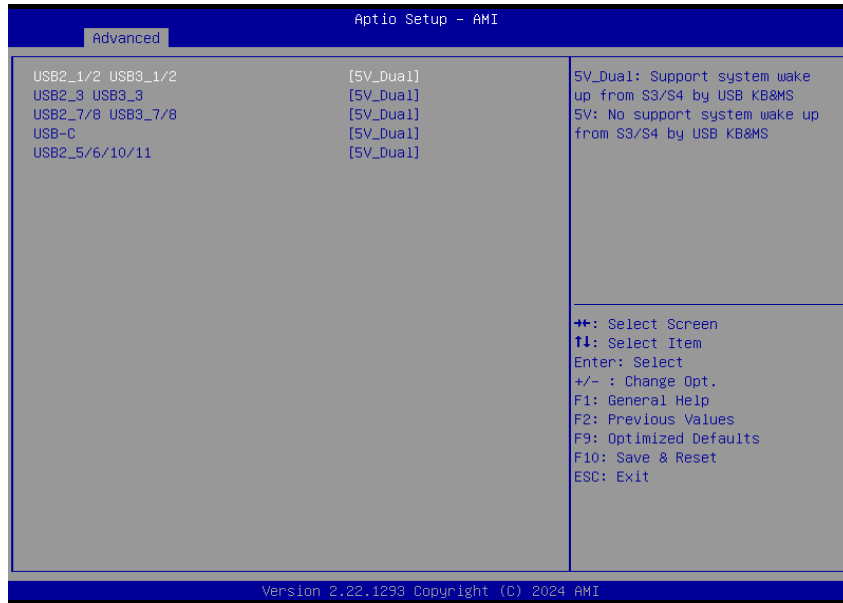 Aptio Setup – AMI
Advanced
USB2_1/2 USB3_1/2 [5V_Dual]
USB2_3 USB3_3 [5V_Dual]
USB2_7/8 USB3_7/8 [5V_Dual]
USB-C [5V_Dual]
USB2_5/6/10/11 [5V_Dual]
5V_Dual: Support system wake
up from S3/S4 by USB KB&MS
5V: No support system wake up
from S3/S4 by USB KB&MS
→←: Select Screen
↑↓: Select Item
Enter: Select
+/- : Change Opt.
F1: General Help
F2: Previous Values
F9: Optimized Defaults
F10: Save & Reset
ESC: Exit
Version 2.22.1293 Copyright (C) 2024 AMI